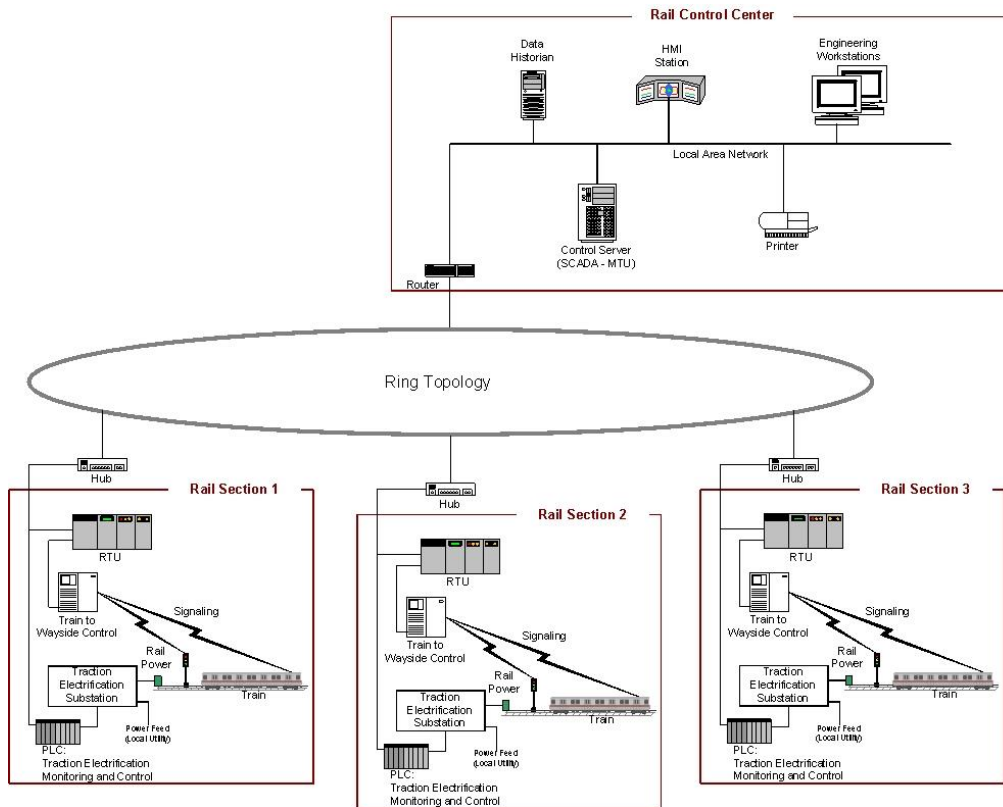 Rail Control Center
Data
Historian
HMI
Station
Engineering
Workstations
Local Area Network
Control Server
(SCADA - MTU)
Printer
Router
Ring Topology
Hub
Rail Section 1
RTU
Train to
Wayside Control
Signaling
Rail
Power
Traction
Electrification
Substation
Train
Power Feed
(Local Utility)
PLC:
Traction Electrification
Monitoring and Control
Hub
Rail Section 2
RTU
Train to
Wayside Control
Signaling
Rail
Power
Traction
Electrification
Substation
Train
Power Feed
(Local Utility)
PLC:
Traction Electrification
Monitoring and Control
Hub
Rail Section 3
RTU
Train to
Wayside Control
Signaling
Rail
Power
Traction
Electrification
Substation
Train
Power Feed
(Local Utility)
PLC:
Traction Electrification
Monitoring and Control